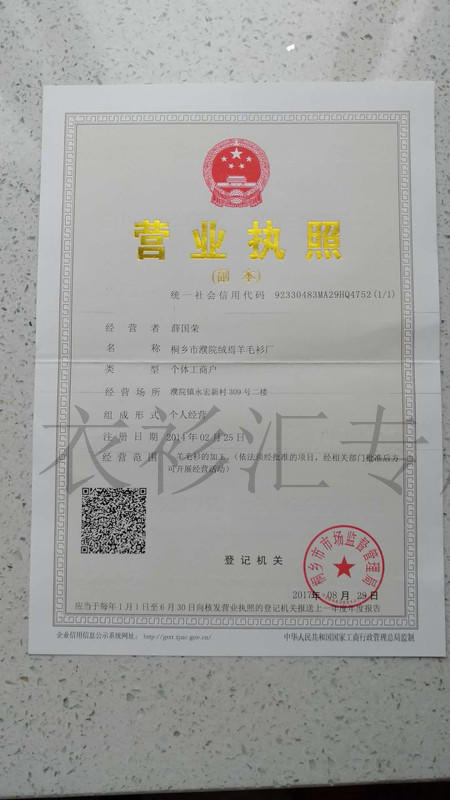 营业执照
(副 本)
统一社会信用代码 92330483MA29HQ4752(1/1)
经营者 薛国荣
名称 桐乡市濮院绒焉羊毛衫厂
类型 个体工商户
经营场所 濮院镇永宏新村309号二楼
组成形式 个人经营
注册日期 2014年02月25日
经营范围 羊毛衫的加工。(依法须经批准的项目,经相关部门批准后方
可开展经营活动)
衣衫汇专
登记机关
桐乡市市场监督管理局
2017年 08月 29日
应当于每年1月1日至6月30日向核发营业执照的登记机关报送上一年度年度报告
企业信用信息公示系统网址: http://gsxt.zjaic.gov.cn/
中华人民共和国国家工商行政管理总局监制